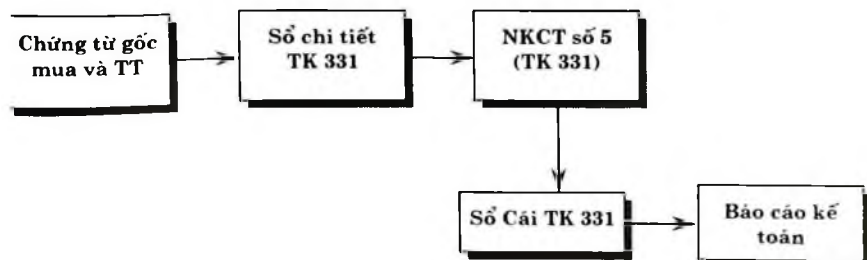 Chứng từ gốc
mua và TT
Sổ chi tiết
TK 331
NKCT số 5
(TK 331)
Sổ Cái TK 331
Báo cáo kế
toán